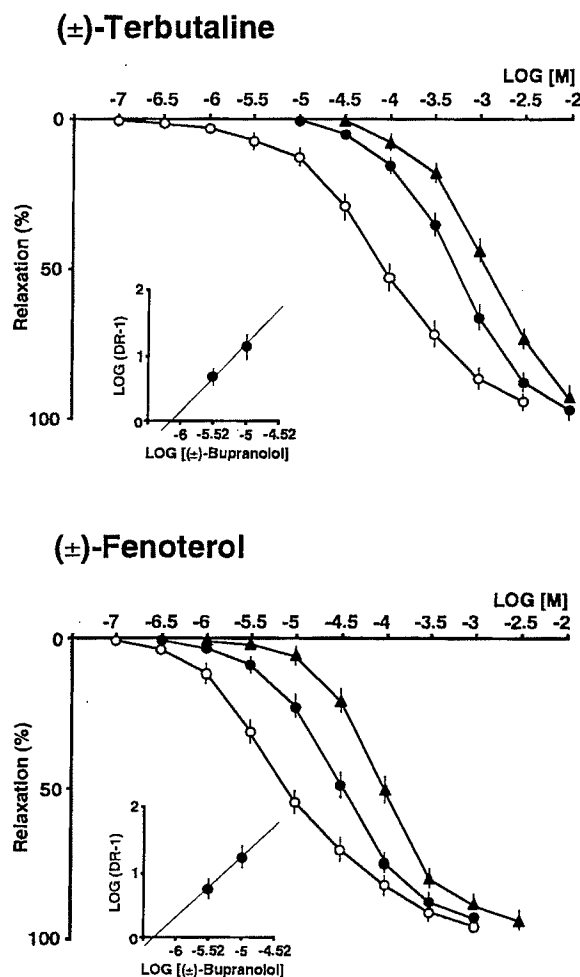 (±)-Terbutaline
LOG [M]
-7 -6.5 -6 -5.5 -5 -4.5 -4 -3.5 -3 -2.5 -2
0
50
100
Relaxation (%)
2
1
0
LOG (DR-1)
-6 -5.52 -5 -4.52
LOG [(±)-Bupranolol]
(±)-Fenoterol
LOG [M]
-7 -6.5 -6 -5.5 -5 -4.5 -4 -3.5 -3 -2.5 -2
0
50
100
Relaxation (%)
2
1
0
LOG (DR-1)
-6 -5.52 -5 -4.52
LOG [(±)-Bupranolol]